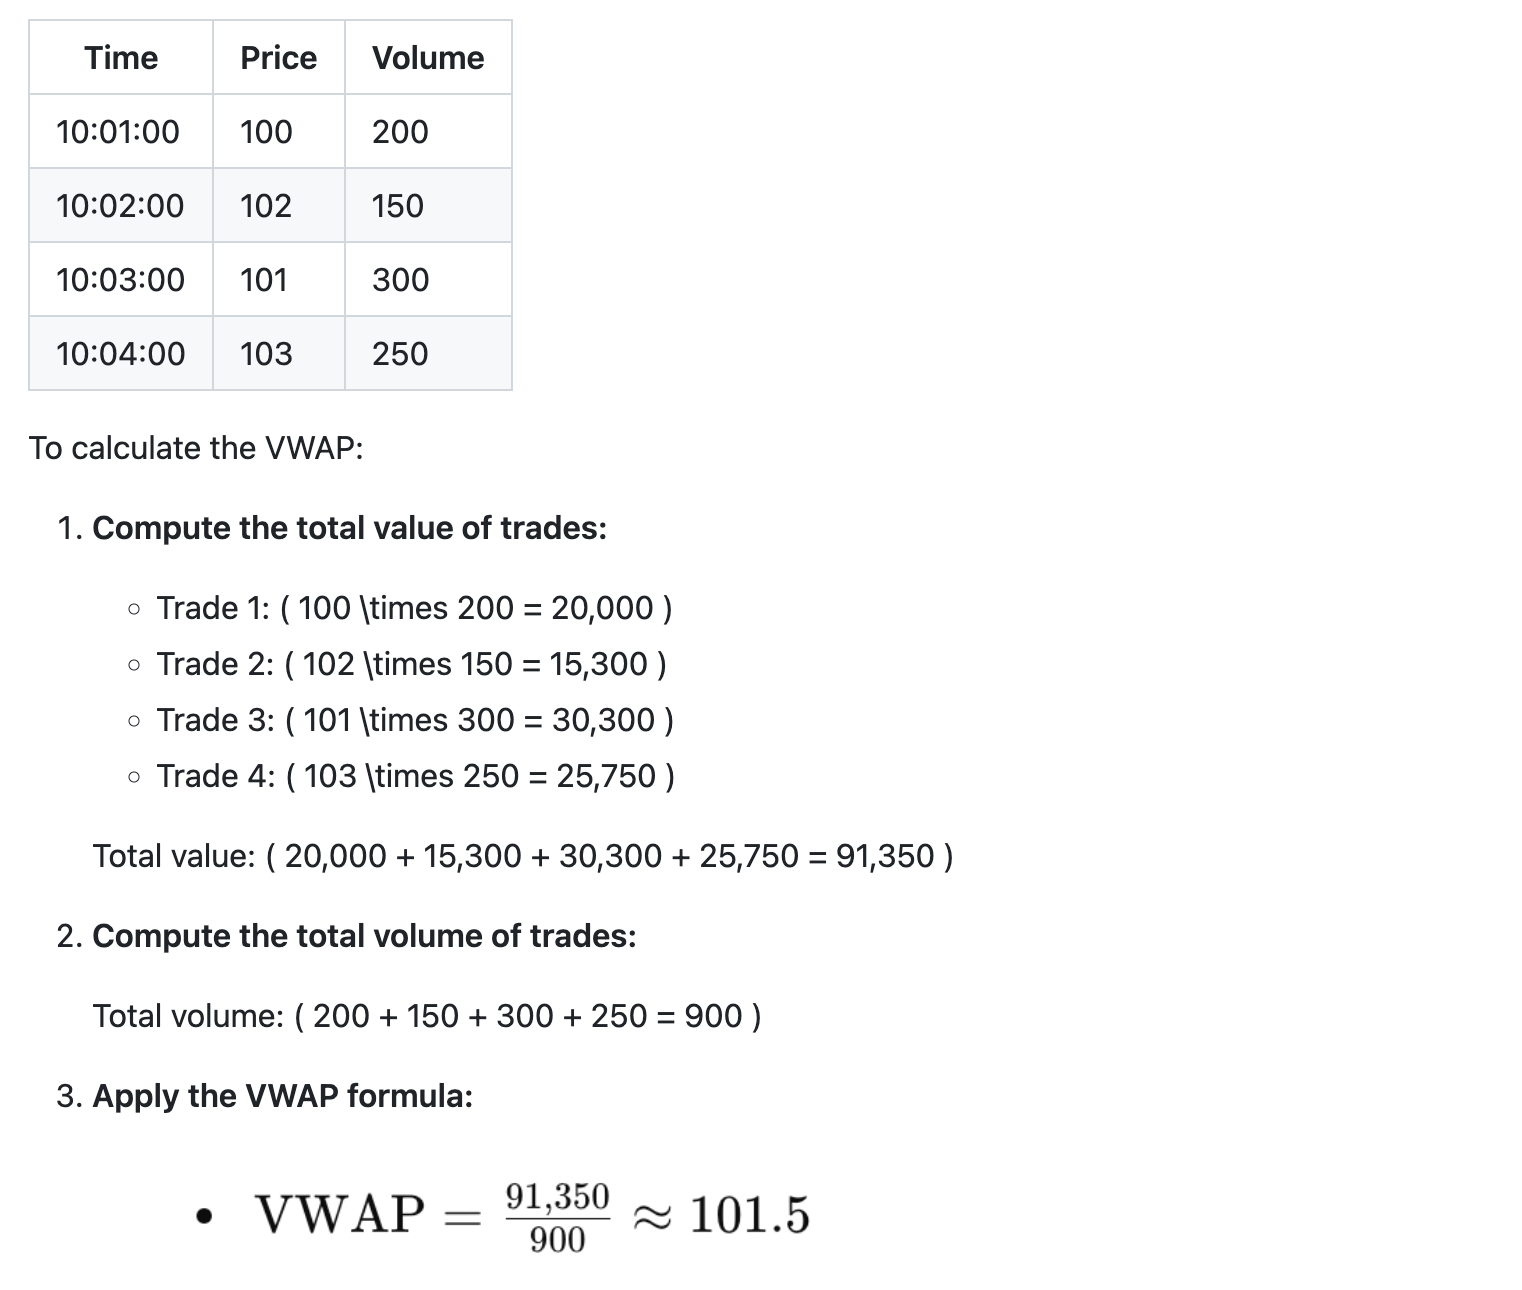 Time Price Volume
10:01:00 100 200
10:02:00 102 150
10:03:00 101 300
10:04:00 103 250
To calculate the VWAP:
1. Compute the total value of trades:
◦ Trade 1: ( 100 \times 200 = 20,000 )
◦ Trade 2: ( 102 \times 150 = 15,300 )
◦ Trade 3: ( 101 \times 300 = 30,300 )
◦ Trade 4: ( 103 \times 250 = 25,750 )
Total value: ( 20,000 + 15,300 + 30,300 + 25,750 = 91,350 )
2. Compute the total volume of trades:
Total volume: ( 200 + 150 + 300 + 250 = 900 )
3. Apply the VWAP formula:
• VWAP = 91,350/900 ≈ 101.5